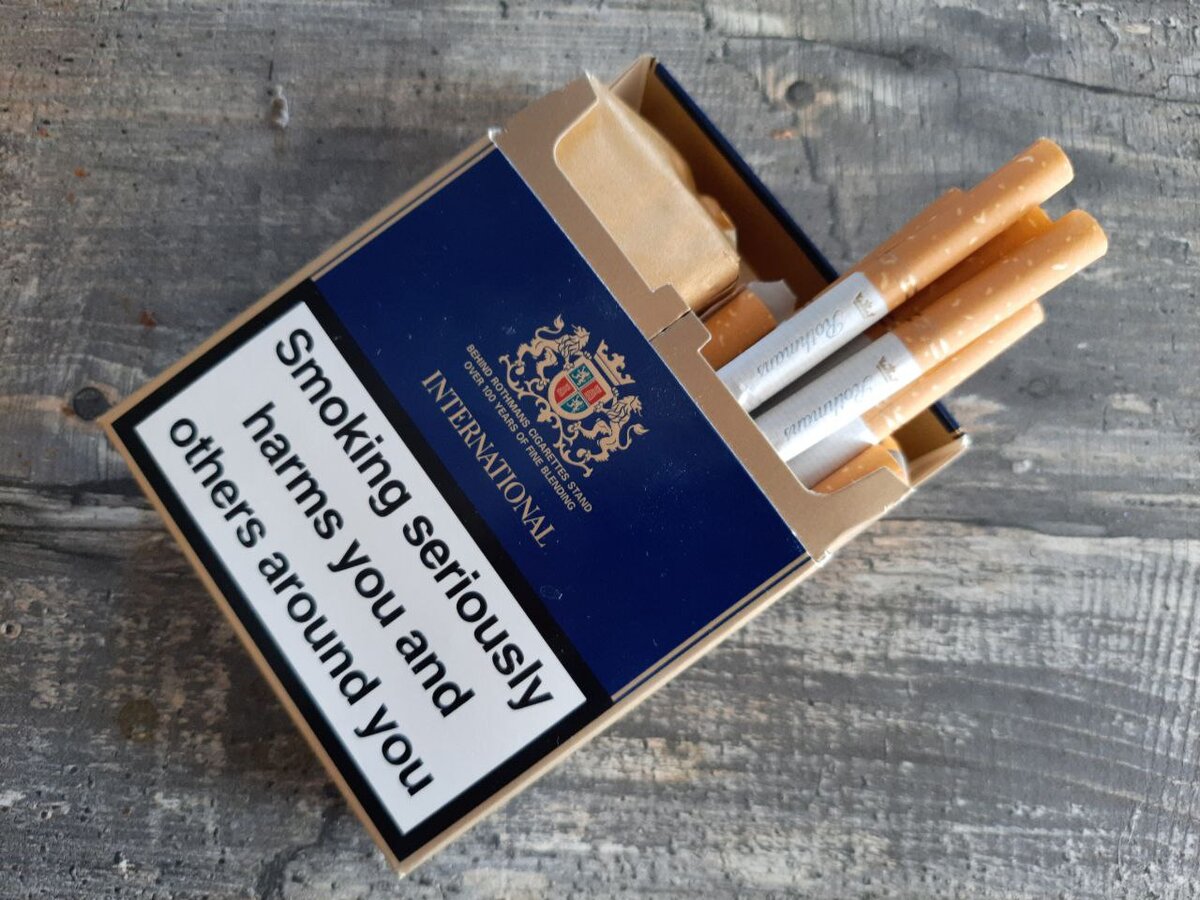 Smoking seriously
harms you and
others around you
BEHIND ROTHMANS CIGARETTES STAND
OVER 100 YEARS OF FINE BLENDING
INTERNATIONAL
Rothmans
Rothmans